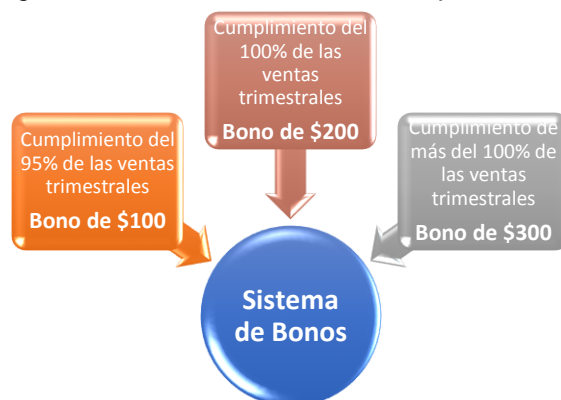 Cumplimiento del
100% de las
ventas
trimestrales
Bono de $200
Cumplimiento del
95% de las ventas
trimestrales
Bono de $100
Cumplimiento de
más del 100% de
las ventas
trimestrales
Bono de $300
Sistema
de Bonos